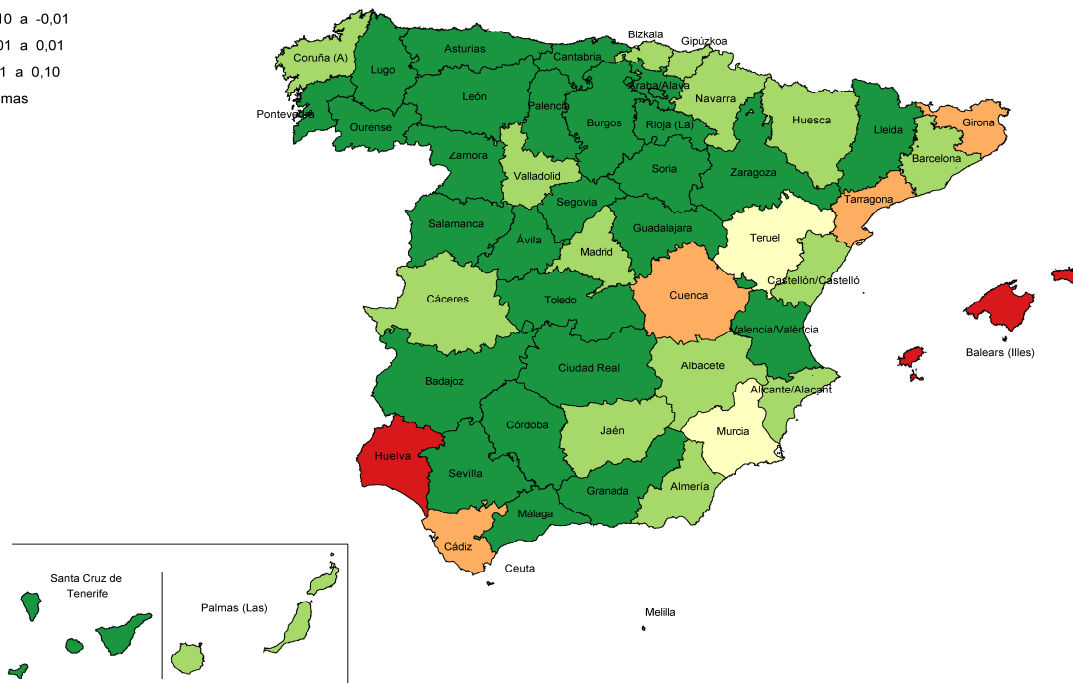 10 a -0,01
01 a 0,01
1 a 0,10
mas
Bizkaia
Gipúzkoa
Asturias
Cantabria
Coruña (A)
Lugo
Araba/Alava
León
Navarra
Palencia
Pontevedra
Burgos
Rioja (La)
Huesca
Girona
Ourense
Lleida
Zamora
Barcelona
Soria
Zaragoza
Valladolid
Segovia
Tarragona
Salamanca
Guadalajara
Ávila
Teruel
Madrid
Castellón/Castelló
Cáceres
Toledo
Cuenca
Valencia/València
Balears (Illes)
Ciudad Real
Albacete
Badajoz
Alicante/Alacant
Córdoba
Jaén
Murcia
Huelva
Sevilla
Granada
Almería
Málaga
Cádiz
Ceuta
Santa Cruz de
Tenerife
Palmas (Las)
Melilla